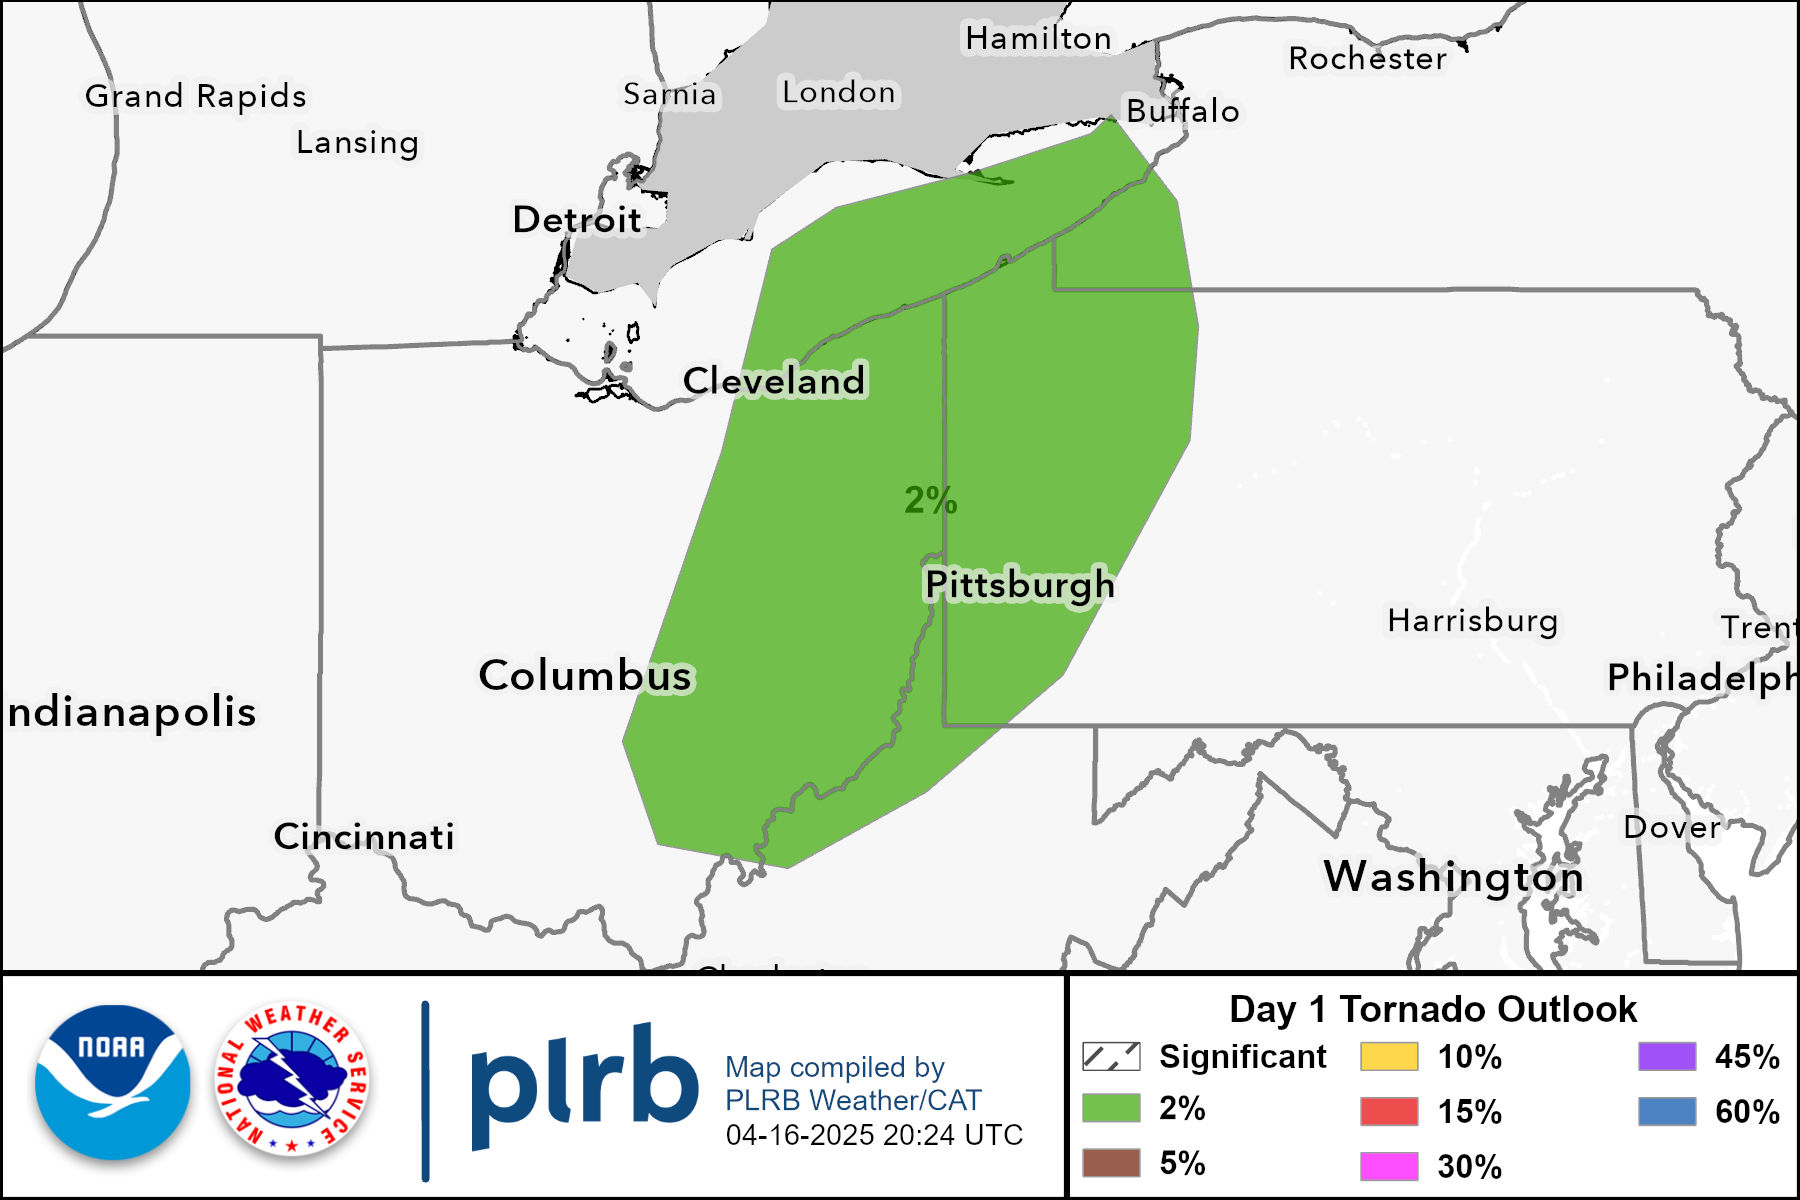 Hamilton
Rochester
Grand Rapids
Sarnia
London
Buffalo
Lansing
Detroit
Cleveland
2%
Pittsburgh
Harrisburg
Trent
Columbus
Philadelph
ndianapolis
Cincinnati
Dover
Washington
NOAA
NATIONAL WEATHER SERVICE
plrb
Map compiled by
PLRB Weather/CAT
04-16-2025 20:24 UTC
Day 1 Tornado Outlook
Significant
2%
5%
10%
15%
30%
45%
60%